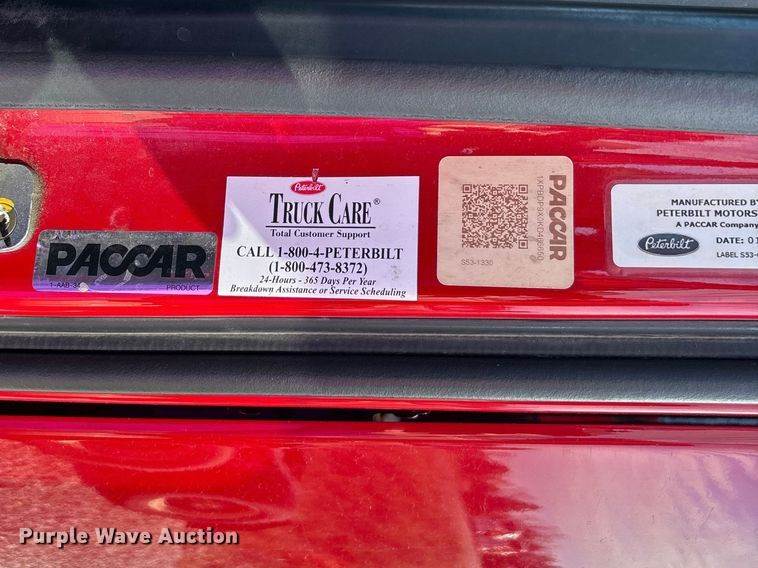 PACCAR
1-AAB-34
PRODUCT
Peterbilt
TRUCK CARE®
Total Customer Support
CALL 1-800-4-PETERBILT
(1-800-473-8372)
24-Hours - 365 Days Per Year
Breakdown Assistance or Service Scheduling
PACCAR
S53-1330
MANUFACTURED BY
PETERBILT MOTORS
A PACCAR Company
Peterbilt
DATE: 01
LABEL S53-
Purple Wave Auction